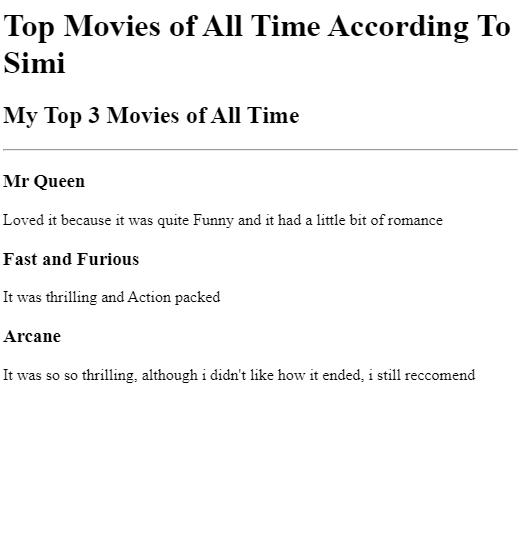 Top Movies of All Time According To
Simi
My Top 3 Movies of All Time
Mr Queen
Loved it because it was quite Funny and it had a little bit of romance
Fast and Furious
It was thrilling and Action packed
Arcane
It was so so thrilling, although i didn't like how it ended, i still reccomend